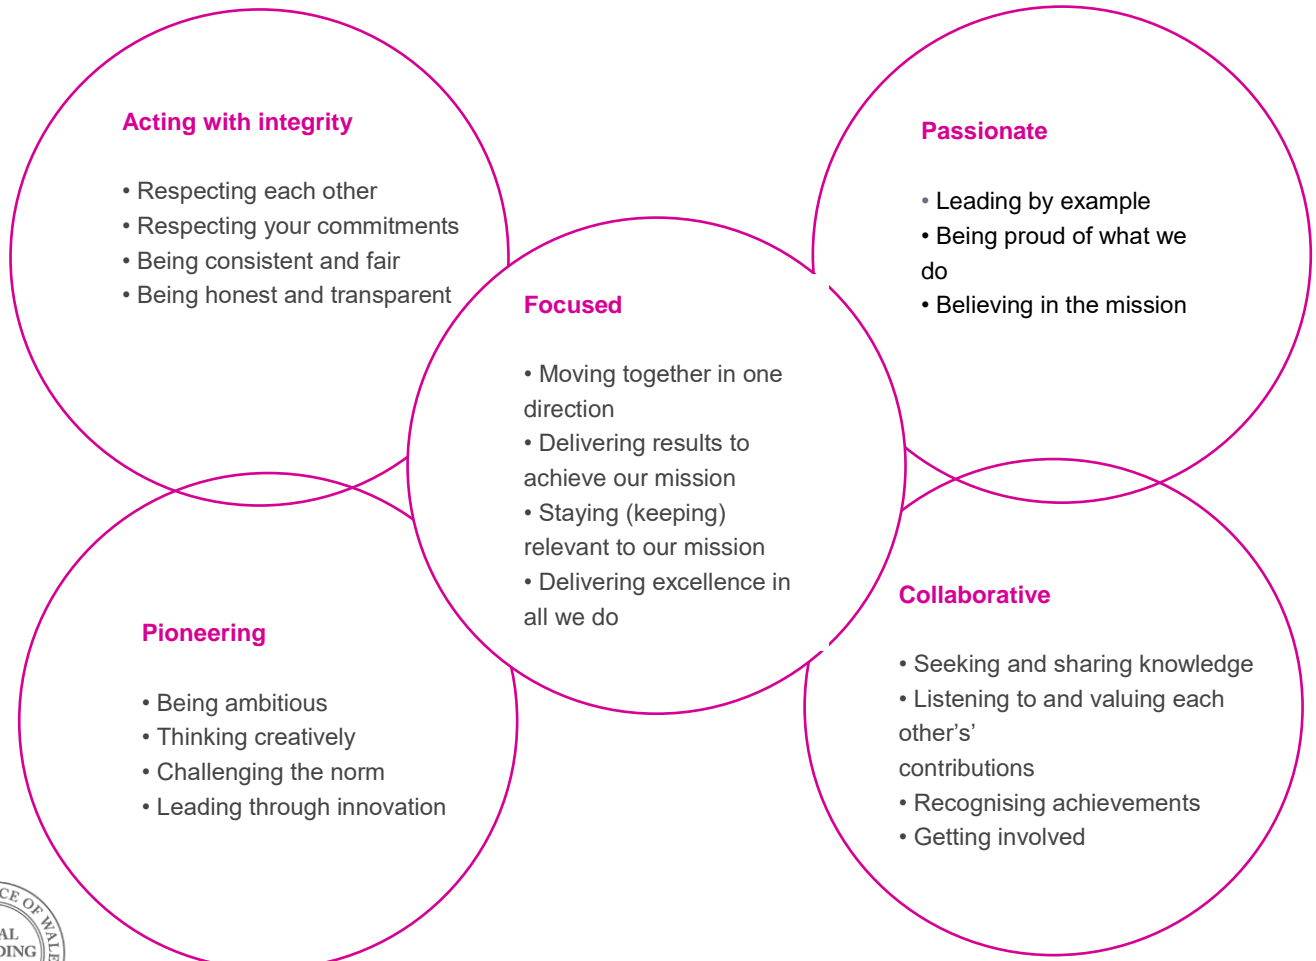 Acting with integrity
• Respecting each other
• Respecting your commitments
• Being consistent and fair
• Being honest and transparent
Passionate
• Leading by example
• Being proud of what we
do
• Believing in the mission
Focused
• Moving together in one
direction
• Delivering results to
achieve our mission
• Staying (keeping)
relevant to our mission
• Delivering excellence in
all we do
Pioneering
• Being ambitious
• Thinking creatively
• Challenging the norm
• Leading through innovation
Collaborative
• Seeking and sharing knowledge
• Listening to and valuing each
other's’
contributions
• Recognising achievements
• Getting involved
OF